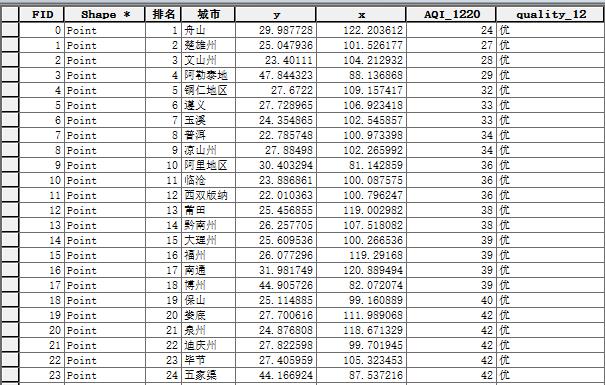 FID Shape * 排名 城市 y x AQI_1220 quality_12
0 Point 1 舟山 29.987728 122.203612 24 优
1 Point 2 楚雄州 25.047936 101.526177 27 优
2 Point 3 文山州 23.40111 104.212932 28 优
3 Point 4 阿勒泰地 47.844323 88.136868 29 优
4 Point 5 铜仁地区 27.6722 109.157417 32 优
5 Point 6 遵义 27.728965 106.923418 33 优
6 Point 7 玉溪 24.354865 102.545857 33 优
7 Point 8 普洱 22.785748 100.973398 34 优
8 Point 9 凉山州 27.88498 102.265992 34 优
9 Point 10 阿里地区 30.403294 81.142859 36 优
10 Point 11 临沧 23.886861 100.087575 36 优
11 Point 12 西双版纳 22.010363 100.796247 36 优
12 Point 13 莆田 25.456855 119.002982 38 优
13 Point 14 黔南州 26.257705 107.518082 38 优
14 Point 15 大理州 25.609536 100.266536 39 优
15 Point 16 福州 26.077296 119.29168 39 优
16 Point 17 南通 31.981749 120.889494 39 优
17 Point 18 博州 44.905726 82.072074 39 优
18 Point 19 保山 25.114885 99.160889 40 优
19 Point 20 娄底 27.700616 111.989068 42 优
20 Point 21 泉州 24.876808 118.671329 42 优
21 Point 22 迪庆州 27.822598 99.701945 42 优
22 Point 23 毕节 27.405959 105.323453 42 优
23 Point 24 五家渠 44.166924 87.537216 42 优